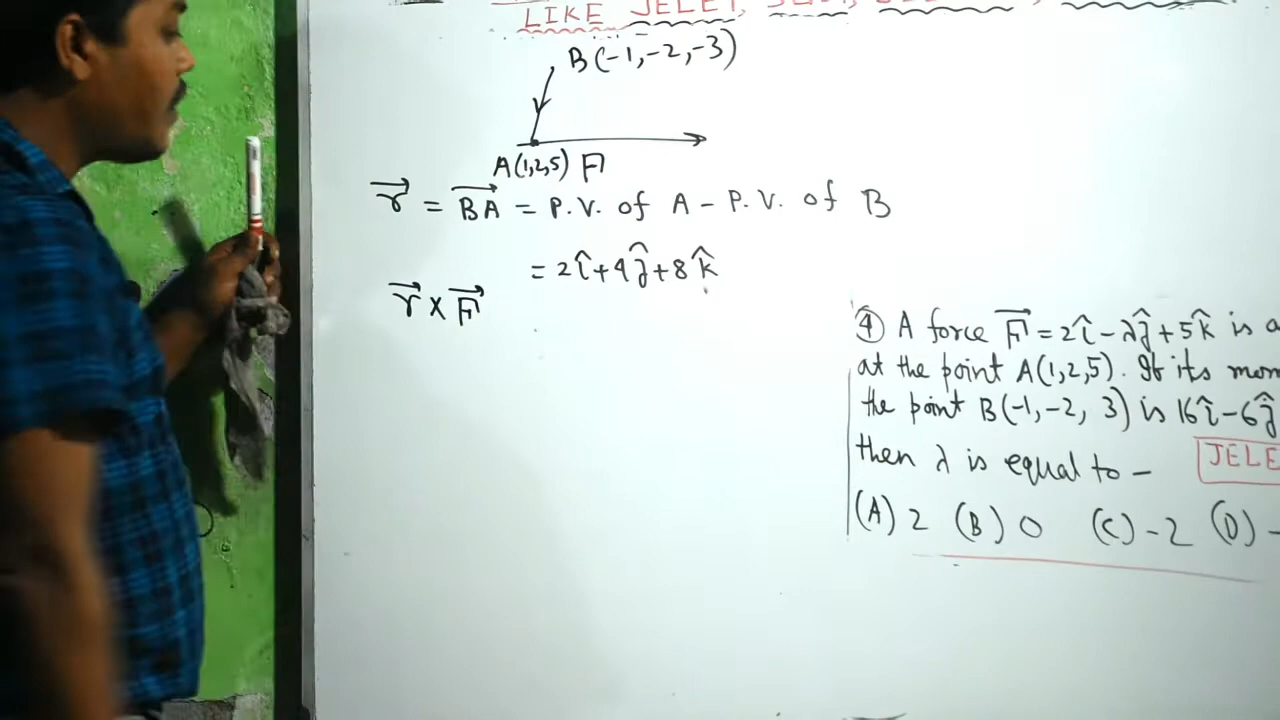 LIKE JELET,
B(-1,-2,-3)
A(1,2,5) F
r = BA = P.V. of A - P.V. of B
= 2î+4ĵ+8k̂
r × F
④ A force F = 2î-λĵ+5k̂ is a
at the point A(1,2,5). If its mom
the point B(-1,-2, 3) is 16î-6ĵ
then λ is equal to -
JELE
(A) 2 (B) 0 (C) -2 (D) -